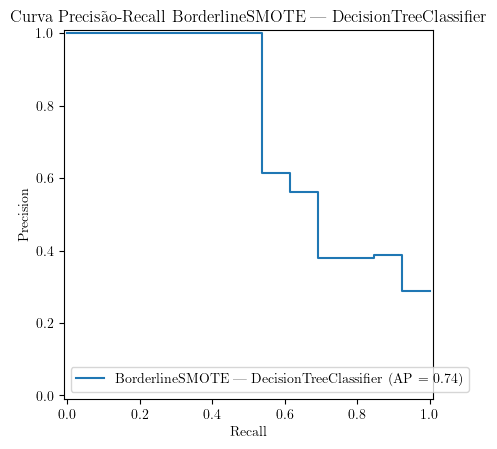 Curva Precisão-Recall BorderlineSMOTE — DecisionTreeClassifier
1.0
0.8
0.6
0.4
0.2
0.0
Precision
BorderlineSMOTE — DecisionTreeClassifier (AP = 0.74)
0.0 0.2 0.4 0.6 0.8 1.0
Recall